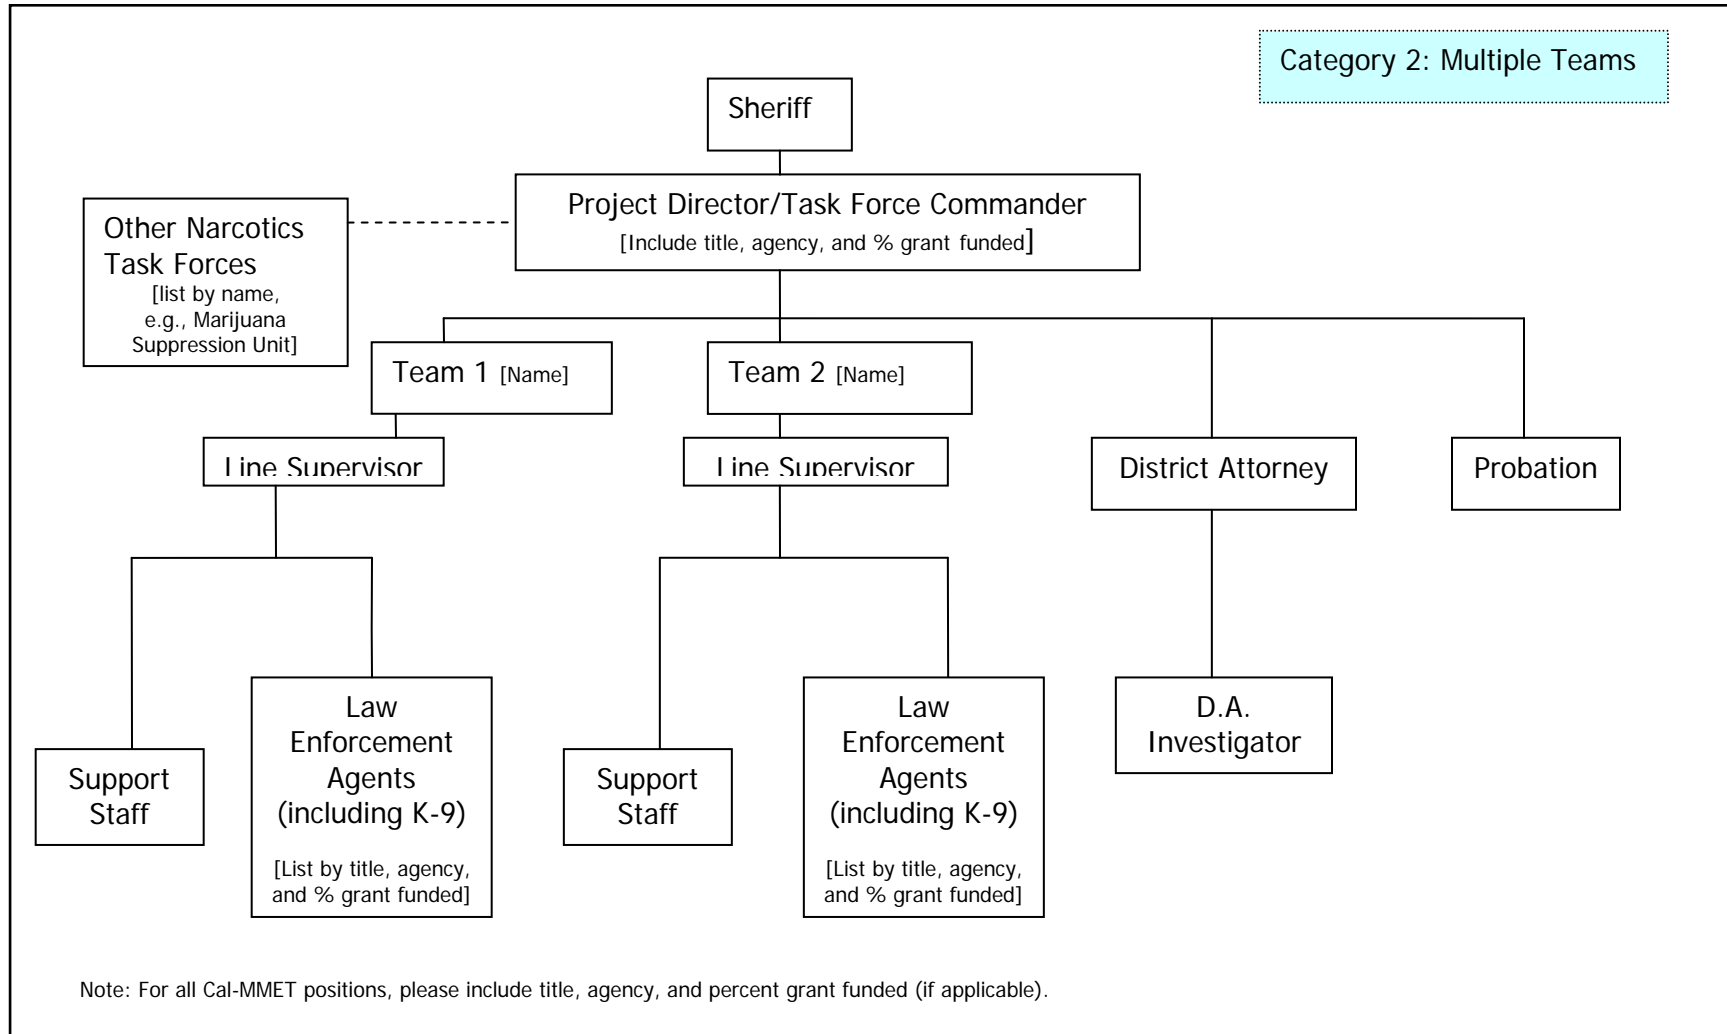 Category 2: Multiple Teams
Sheriff
Project Director/Task Force Commander
[Include title, agency, and % grant funded]
Other Narcotics
Task Forces
[list by name,
e.g., Marijuana
Suppression Unit]
Team 1 [Name]
Team 2 [Name]
Line Supervisor
Line Supervisor
District Attorney
Probation
Support
Staff
Law
Enforcement
Agents
(including K-9)
[List by title, agency,
and % grant funded]
Support
Staff
Law
Enforcement
Agents
(including K-9)
[List by title, agency,
and % grant funded]
D.A.
Investigator
Note: For all Cal-MMET positions, please include title, agency, and percent grant funded (if applicable).